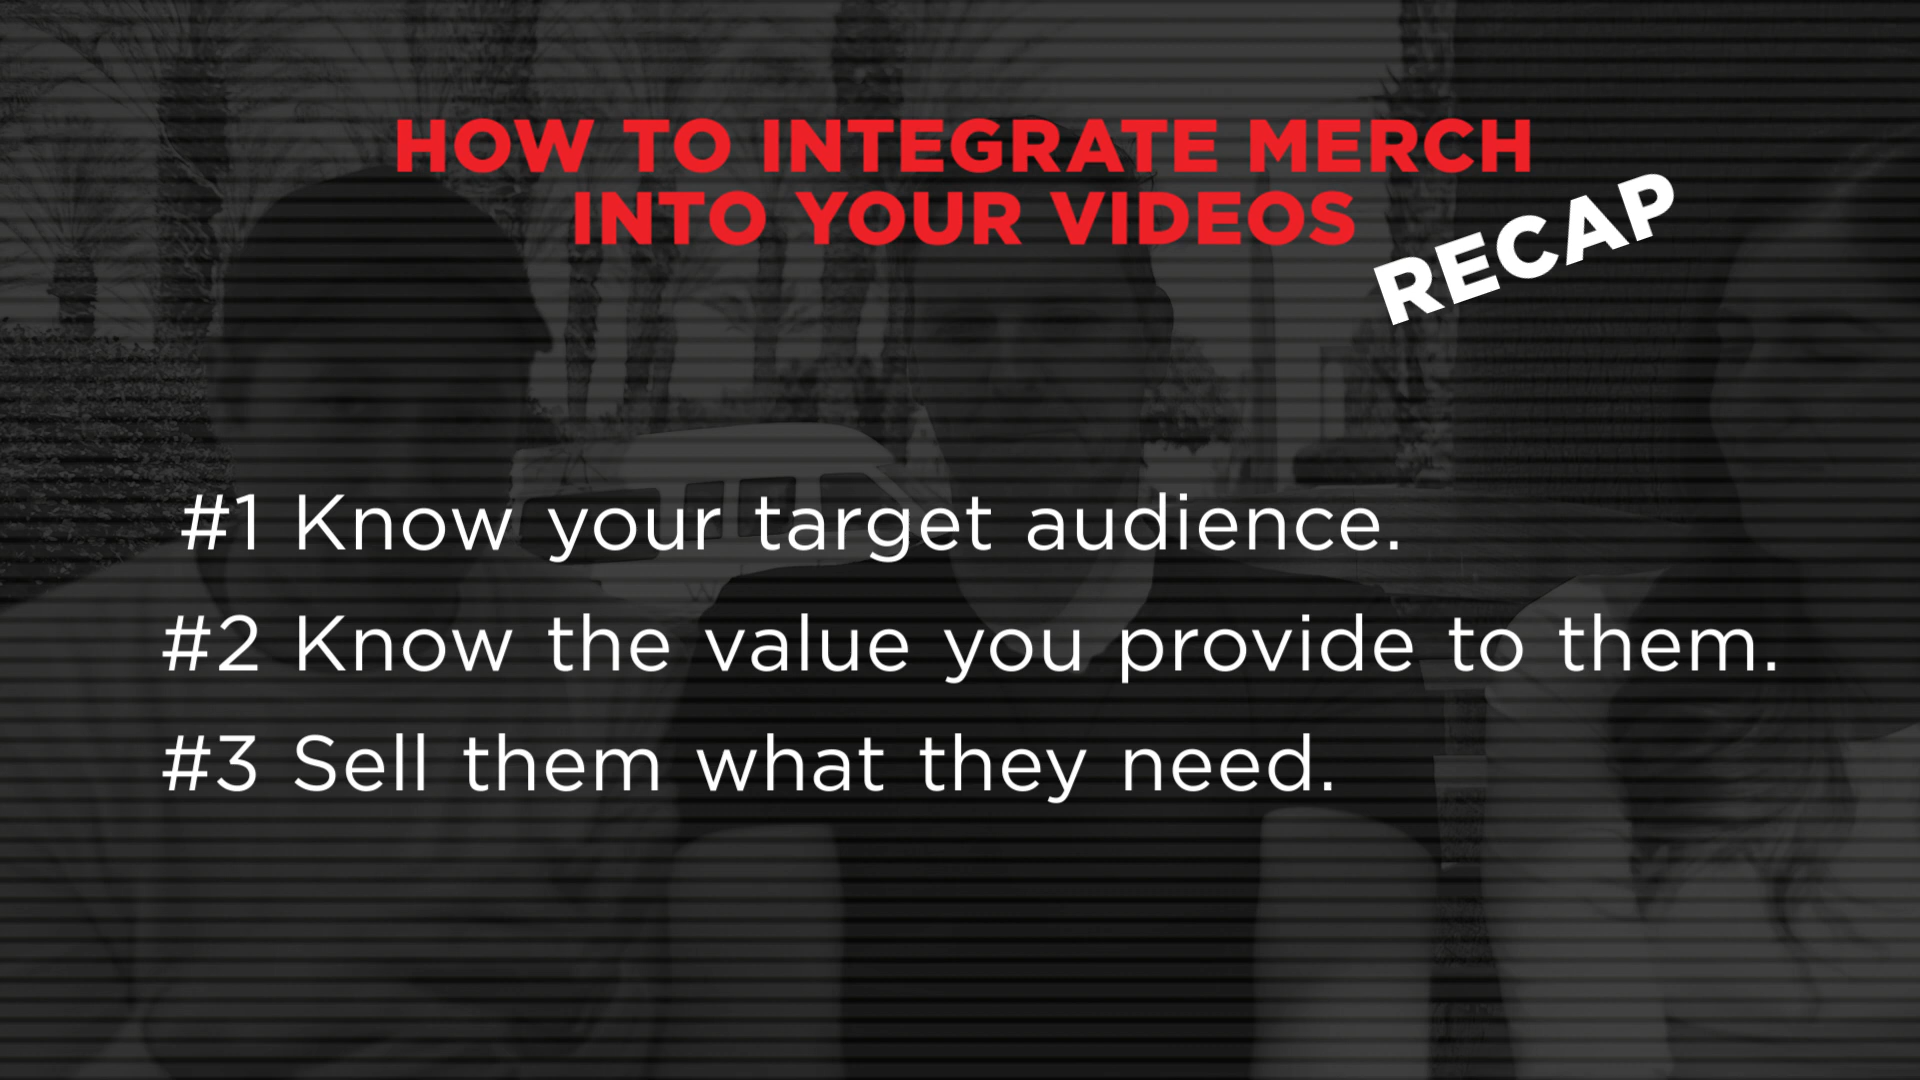 HOW TO INTEGRATE MERCH
INTO YOUR VIDEOS
RECAP
#1 Know your target audience.
#2 Know the value you provide to them.
#3 Sell them what they need.